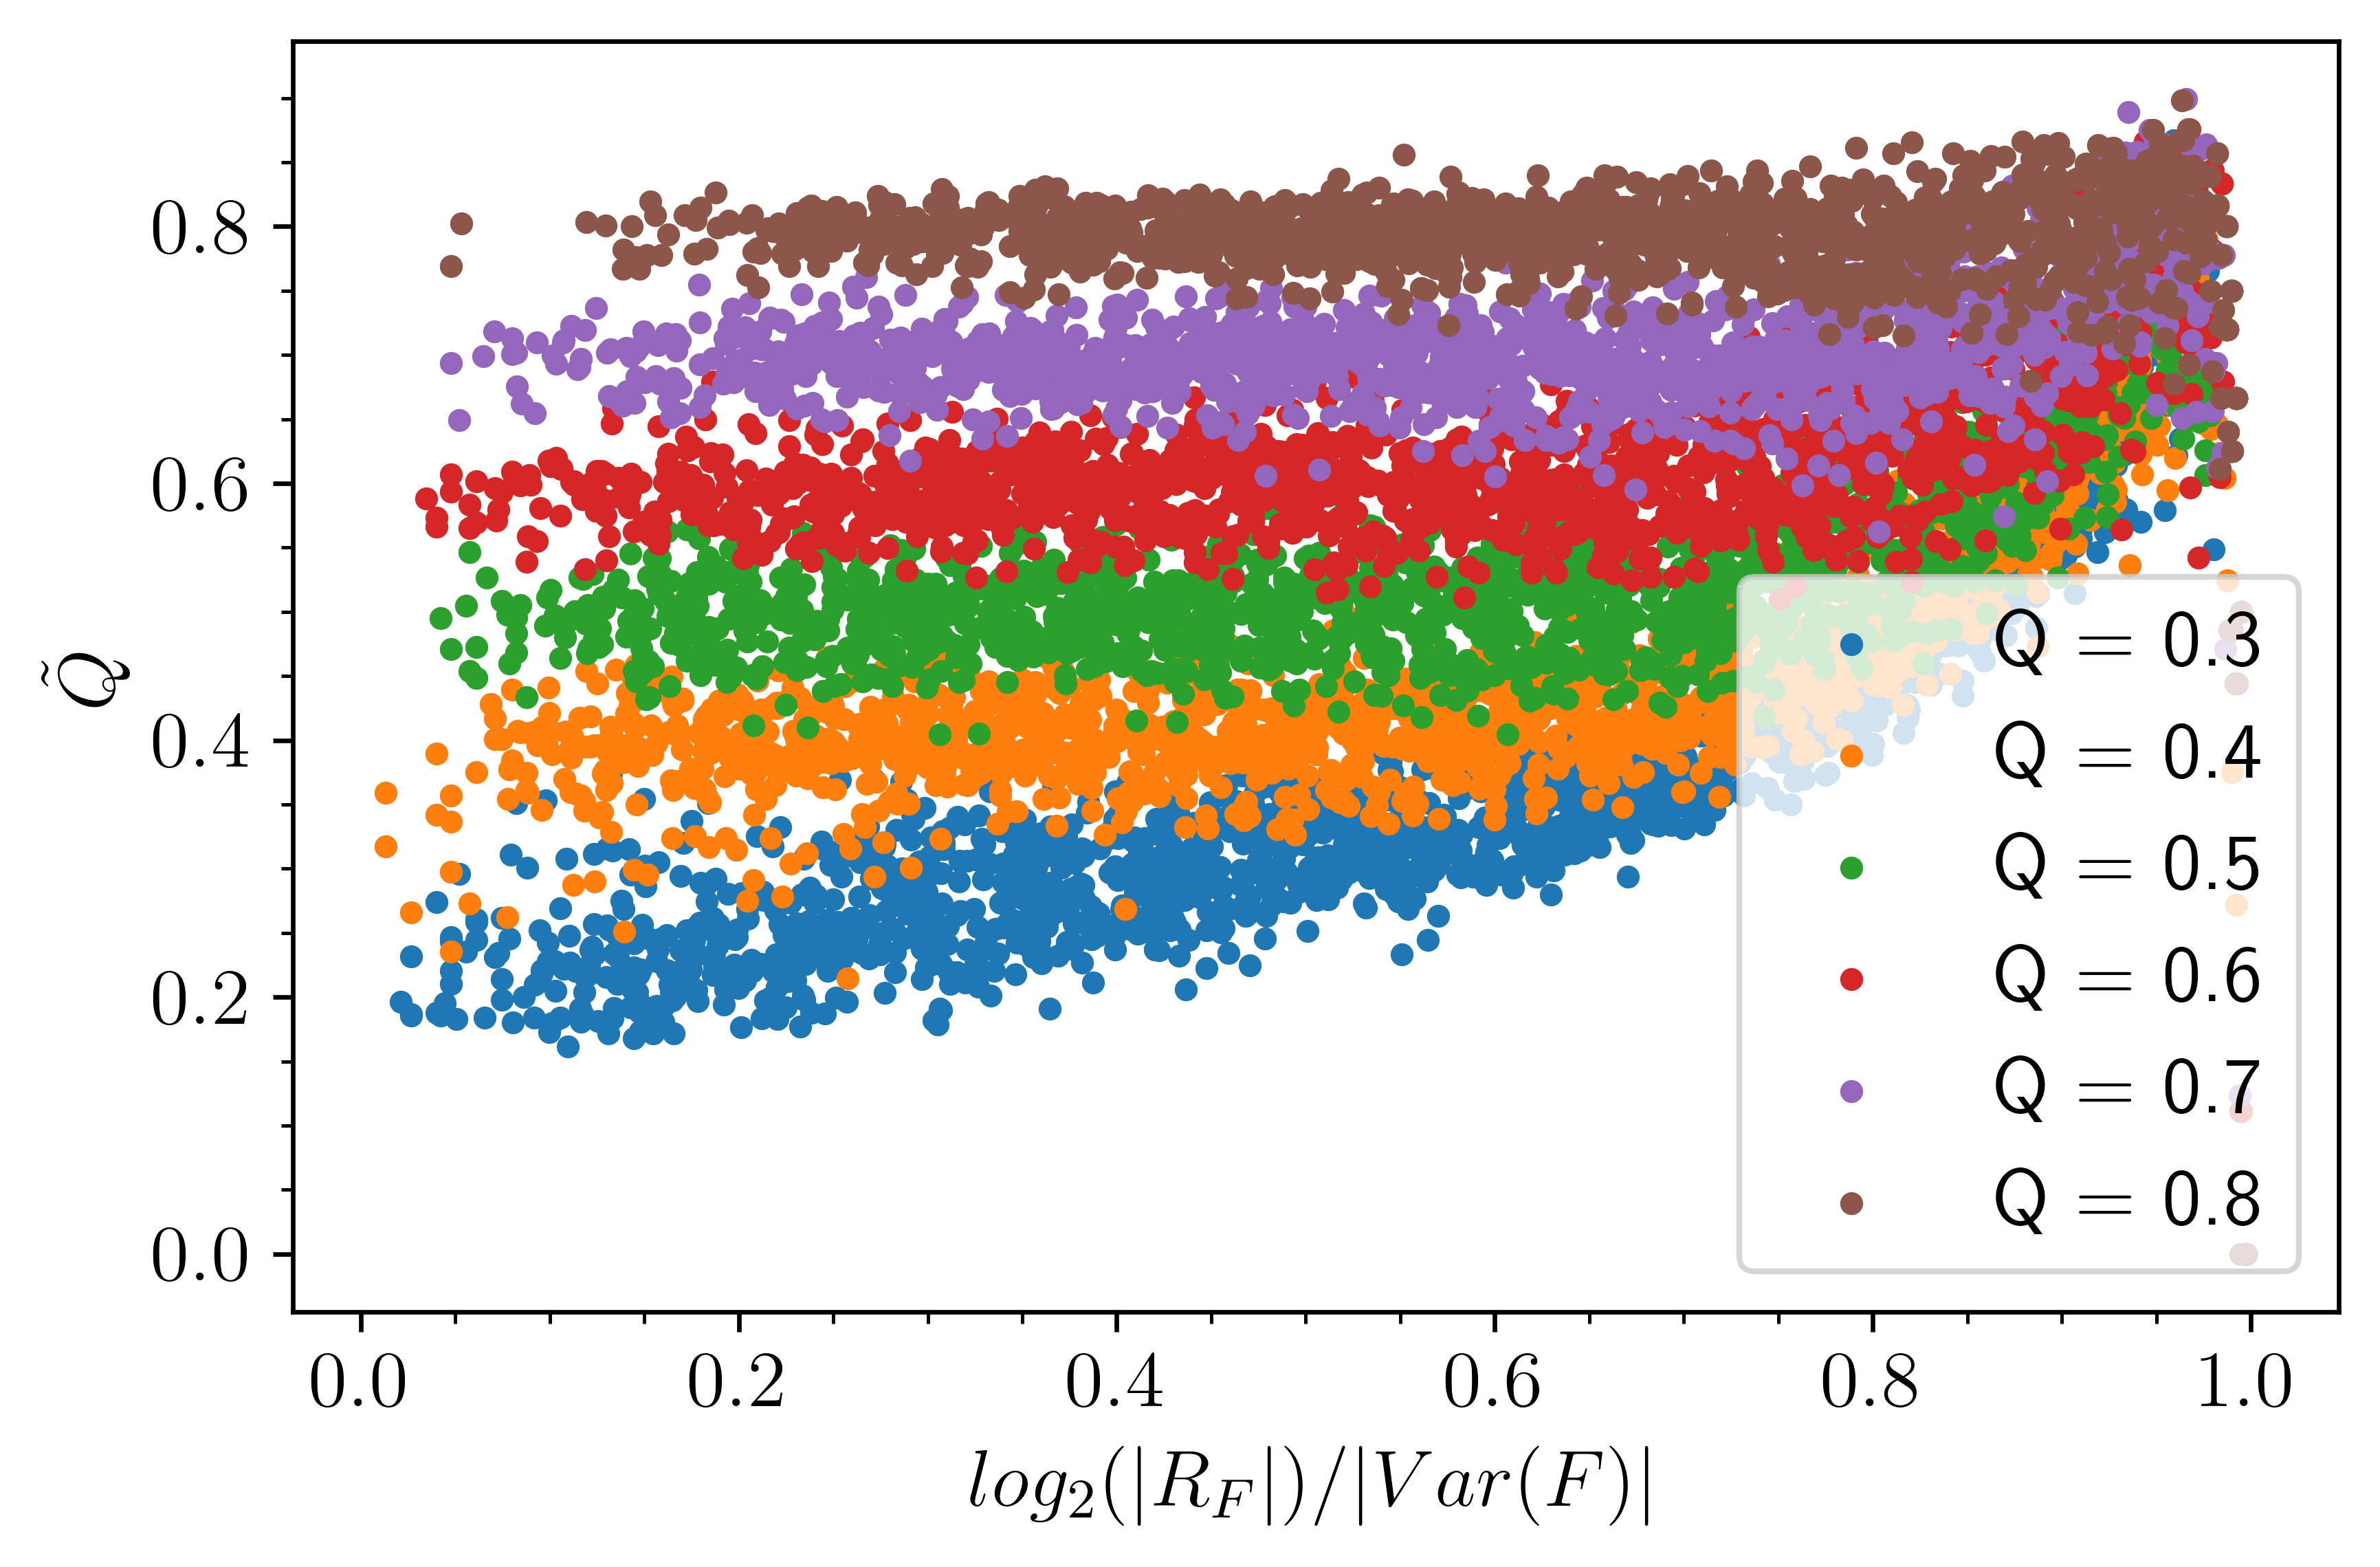 0.8
0.6
0.4
0.2
0.0
Q̃
Q = 0.3
Q = 0.4
Q = 0.5
Q = 0.6
Q = 0.7
Q = 0.8
0.0 0.2 0.4 0.6 0.8 1.0
log₂(|R_F|)/|Var(F)|